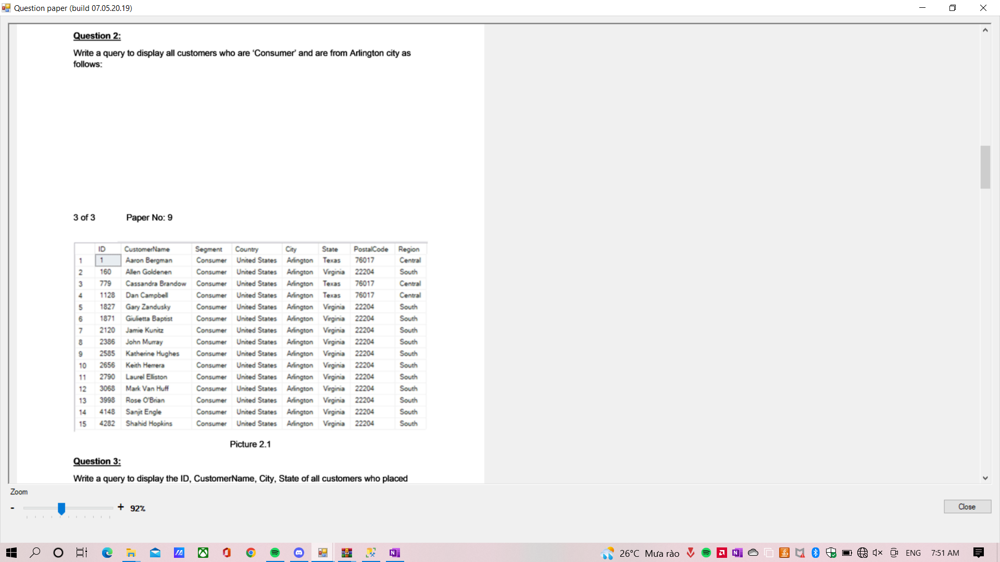 Question paper (build 07.05.20.19)
Question 2:
Write a query to display all customers who are ‘Consumer’ and are from Arlington city as
follows:
3 of 3 Paper No: 9
ID CustomerName Segment Country City State PostalCode Region
1 1 Aaron Bergman Consumer United States Arlington Texas 76017 Central
2 160 Allen Goldenen Consumer United States Arlington Virginia 22204 South
3 779 Cassandra Brandow Consumer United States Arlington Texas 76017 Central
4 1128 Dan Campbell Consumer United States Arlington Texas 76017 Central
5 1827 Gary Zandusky Consumer United States Arlington Virginia 22204 South
6 1871 Giulietta Baptist Consumer United States Arlington Virginia 22204 South
7 2120 Jamie Kunitz Consumer United States Arlington Virginia 22204 South
8 2386 John Murray Consumer United States Arlington Virginia 22204 South
9 2585 Katherine Hughes Consumer United States Arlington Virginia 22204 South
10 2656 Keith Herrera Consumer United States Arlington Virginia 22204 South
11 2790 Laurel Elliston Consumer United States Arlington Virginia 22204 South
12 3068 Mark Van Huff Consumer United States Arlington Virginia 22204 South
13 3998 Rose O'Brian Consumer United States Arlington Virginia 22204 South
14 4148 Sanjit Engle Consumer United States Arlington Virginia 22204 South
15 4282 Shahid Hopkins Consumer United States Arlington Virginia 22204 South
Picture 2.1
Question 3:
Write a query to display the ID, CustomerName, City, State of all customers who placed
Zoom
- + 92%
Close
26°C Mưa rào ENG 7:51 AM